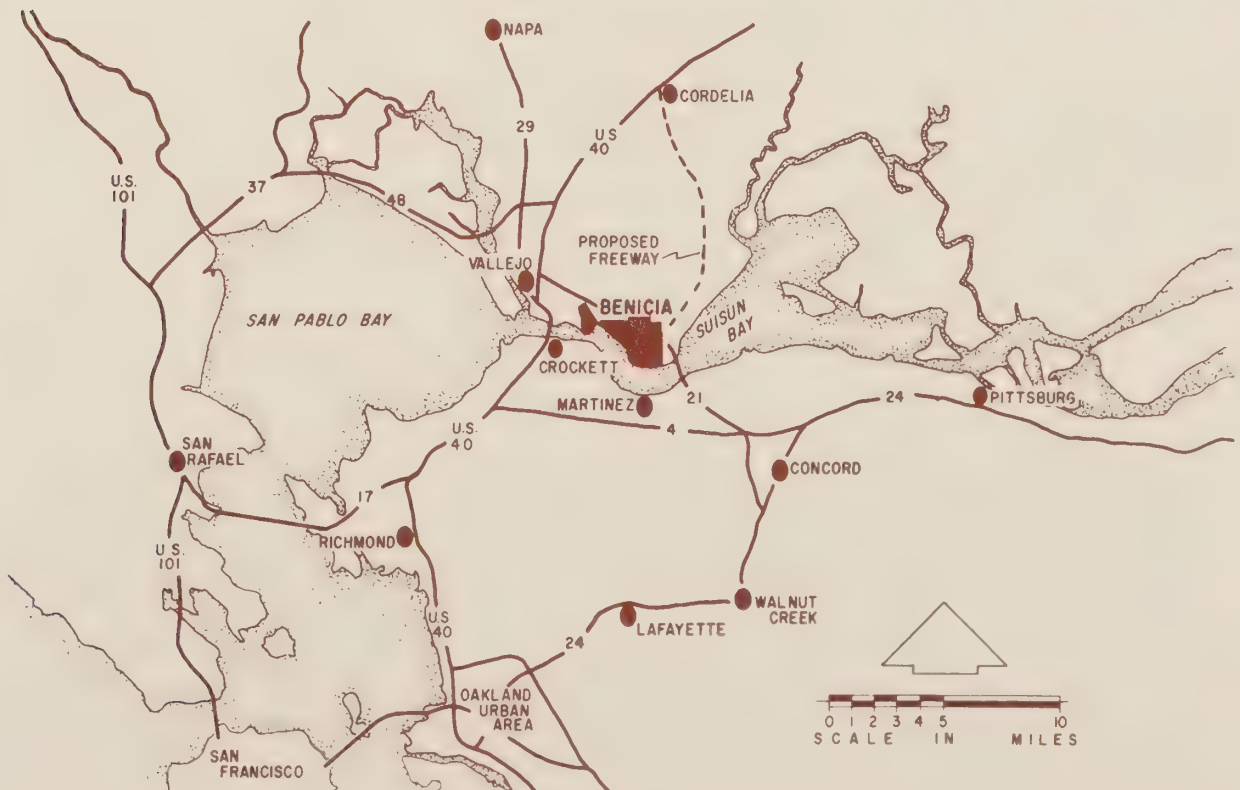 NAPA
CORDELIA
29
U S
40
U.S.
101
37
48
PROPOSED
FREEWAY
VALLEJO
BENICIA
SAN PABLO BAY
SUISUN
BAY
CROCKETT
MARTINEZ
21
24
PITTSBURG
U.S.
40
4
SAN
RAFAEL
CONCORD
17
RICHMOND
U.S.
101
WALNUT
CREEK
LAFAYETTE
U.S
40
24
OAKLAND
URBAN
AREA
SAN
FRANCISCO
0 1 2 3 4 5 10
SCALE IN MILES